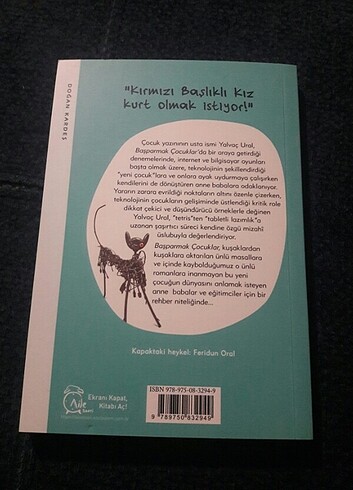 DOĞAN KARDEŞ
"Kırmızı Başlıklı Kız
kurt olmak istiyor!"
Çocuk yazınının usta ismi Yalvaç Ural,
Başparmak Çocuklar'da bir araya getirdiği
denemelerinde, internet ve bilgisayar oyunları
başta olmak üzere, teknolojinin şekillendirdiği
"yeni çocuk"lara ve onlara ayak uydurmaya çalışırken
kendilerini de dönüştüren anne babalara odaklanıyor.
Yararın zarara evrildiği noktaların altını özenle çizerken,
teknolojinin çocukların gelişiminde üstlendiği kritik role
dikkat çekici ve düşündürücü örneklerle değinen
Yalvaç Ural, "tetris"ten "tabletli lazımlık"a
uzanan şaşırtıcı süreci kendine özgü mizahî
üslubuyla değerlendiriyor.
Başparmak Çocuklar, kuşaklardan
kuşaklara aktarılan ünlü masallara
ve içinde kaybolduğumuz o ünlü
romanlara inanmayan bu yeni
çocuğun dünyasını anlamak isteyen
anne babalar ve eğitimciler için bir
rehber niteliğinde...
Kapaktaki heykel: Feridun Oral
Aile
Ekranı Kapat,
Kitabı Aç!
ISBN 978-975-08-3294-9
9 789750 832949